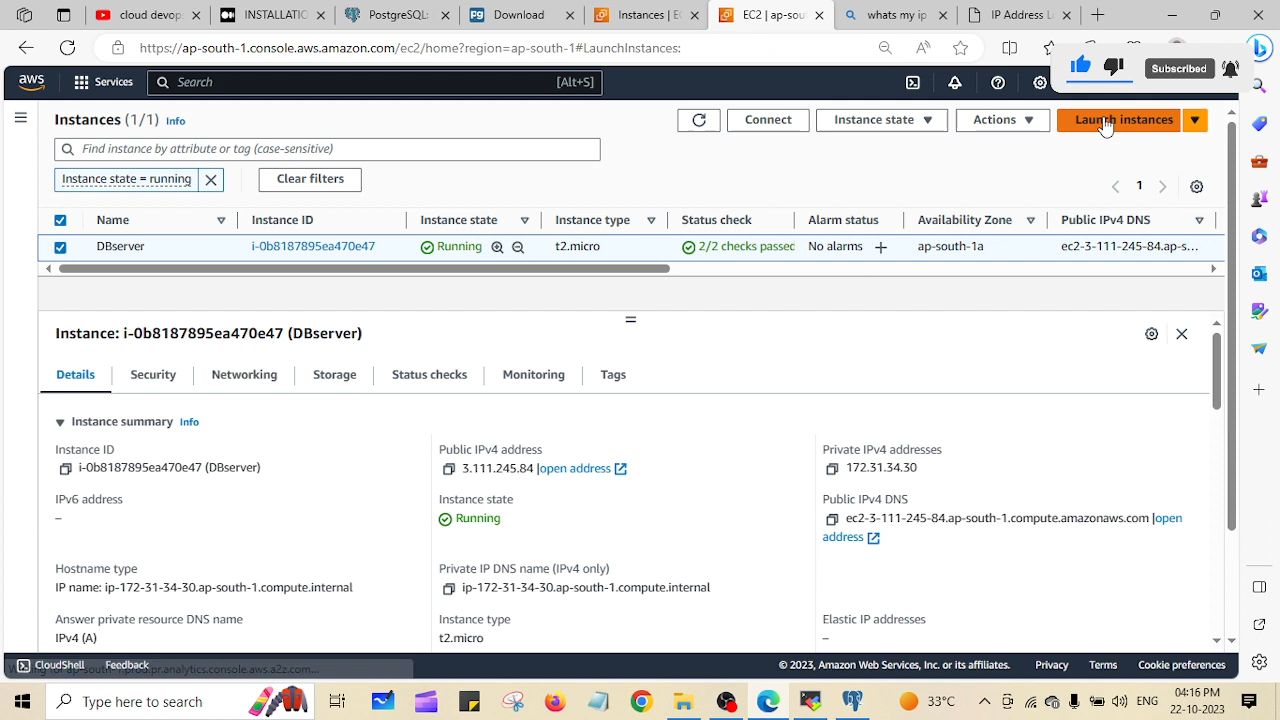 cloud devo
INSTALLATIO
PostgreSQL:
Download
Instances | E
EC2 | ap-sou
whats my ip
IP Address L
https://ap-south-1.console.aws.amazon.com/ec2/home?region=ap-south-1#LaunchInstances:
Subscribed
aws
Services
Search
[Alt+S]
Instances (1/1) Info
Connect
Instance state
Actions
Launch instances
Find instance by attribute or tag (case-sensitive)
Instance state = running
Clear filters
1
Name
Instance ID
Instance state
Instance type
Status check
Alarm status
Availability Zone
Public IPv4 DNS
DBserver
i-0b8187895ea470e47
Running
t2.micro
2/2 checks passed
No alarms
ap-south-1a
ec2-3-111-245-84.ap-s...
Instance: i-0b8187895ea470e47 (DBserver)
Details
Security
Networking
Storage
Status checks
Monitoring
Tags
Instance summary Info
Instance ID
Public IPv4 address
Private IPv4 addresses
i-0b8187895ea470e47 (DBserver)
3.111.245.84 |open address
172.31.34.30
IPv6 address
Instance state
Public IPv4 DNS
–
Running
ec2-3-111-245-84.ap-south-1.compute.amazonaws.com |open
address
Hostname type
Private IP DNS name (IPv4 only)
IP name: ip-172-31-34-30.ap-south-1.compute.internal
ip-172-31-34-30.ap-south-1.compute.internal
Answer private resource DNS name
Instance type
Elastic IP addresses
IPv4 (A)
t2.micro
–
CloudShell
Feedback
© 2023, Amazon Web Services, Inc. or its affiliates.
Privacy
Terms
Cookie preferences
Type here to search
33°C
ENG
04:16 PM
22-10-2023